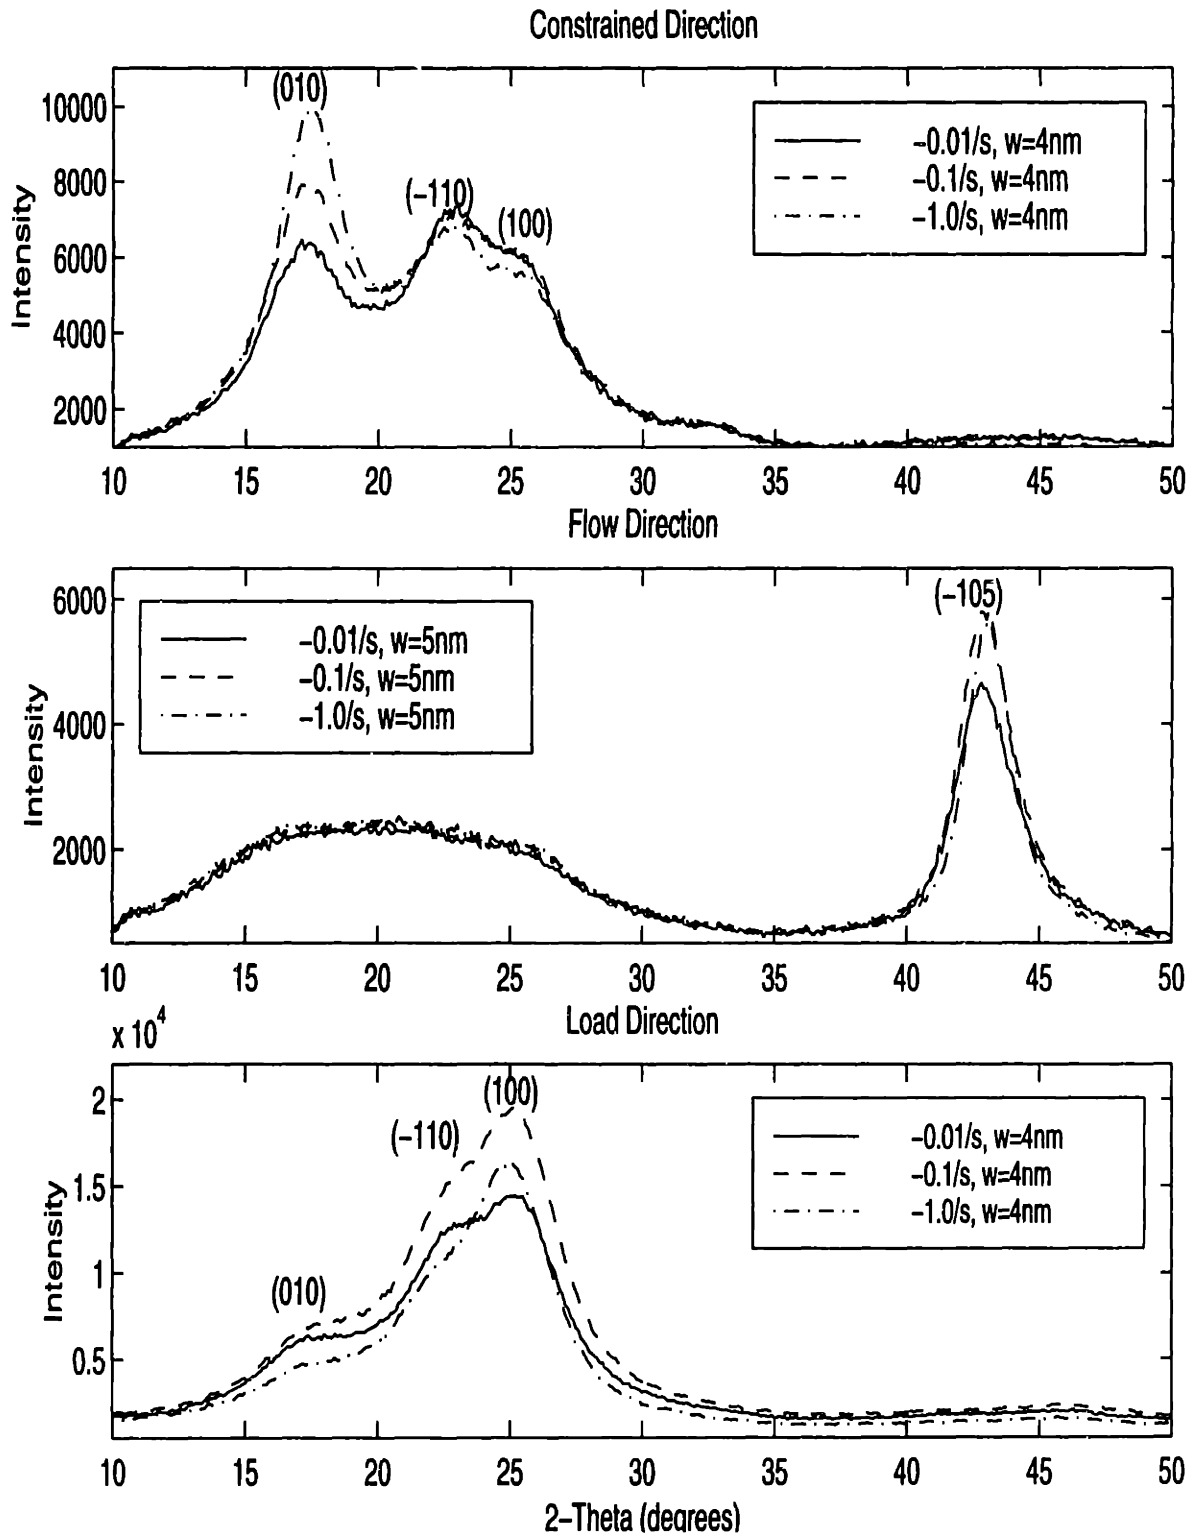 Constrained Direction
(010)
(−110)
(100)
−0.01/s, w=4nm
−0.1/s, w=4nm
−1.0/s, w=4nm
Intensity
10000
8000
6000
4000
2000
10 15 20 25 30 35 40 45 50
Flow Direction
(−105)
−0.01/s, w=5nm
−0.1/s, w=5nm
−1.0/s, w=5nm
Intensity
6000
4000
2000
10 15 20 25 30 35 40 45 50
x 10^4
Load Direction
(100)
(−110)
(010)
−0.01/s, w=4nm
−0.1/s, w=4nm
−1.0/s, w=4nm
Intensity
2
1.5
1
0.5
10 15 20 25 30 35 40 45 50
2−Theta (degrees)